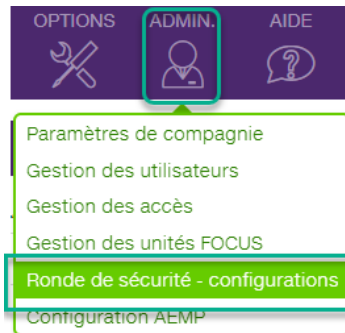 OPTIONS ADMIN. AIDE
Paramètres de compagnie
Gestion des utilisateurs
Gestion des accès
Gestion des unités FOCUS
Ronde de sécurité - configurations
Configuration AEMP